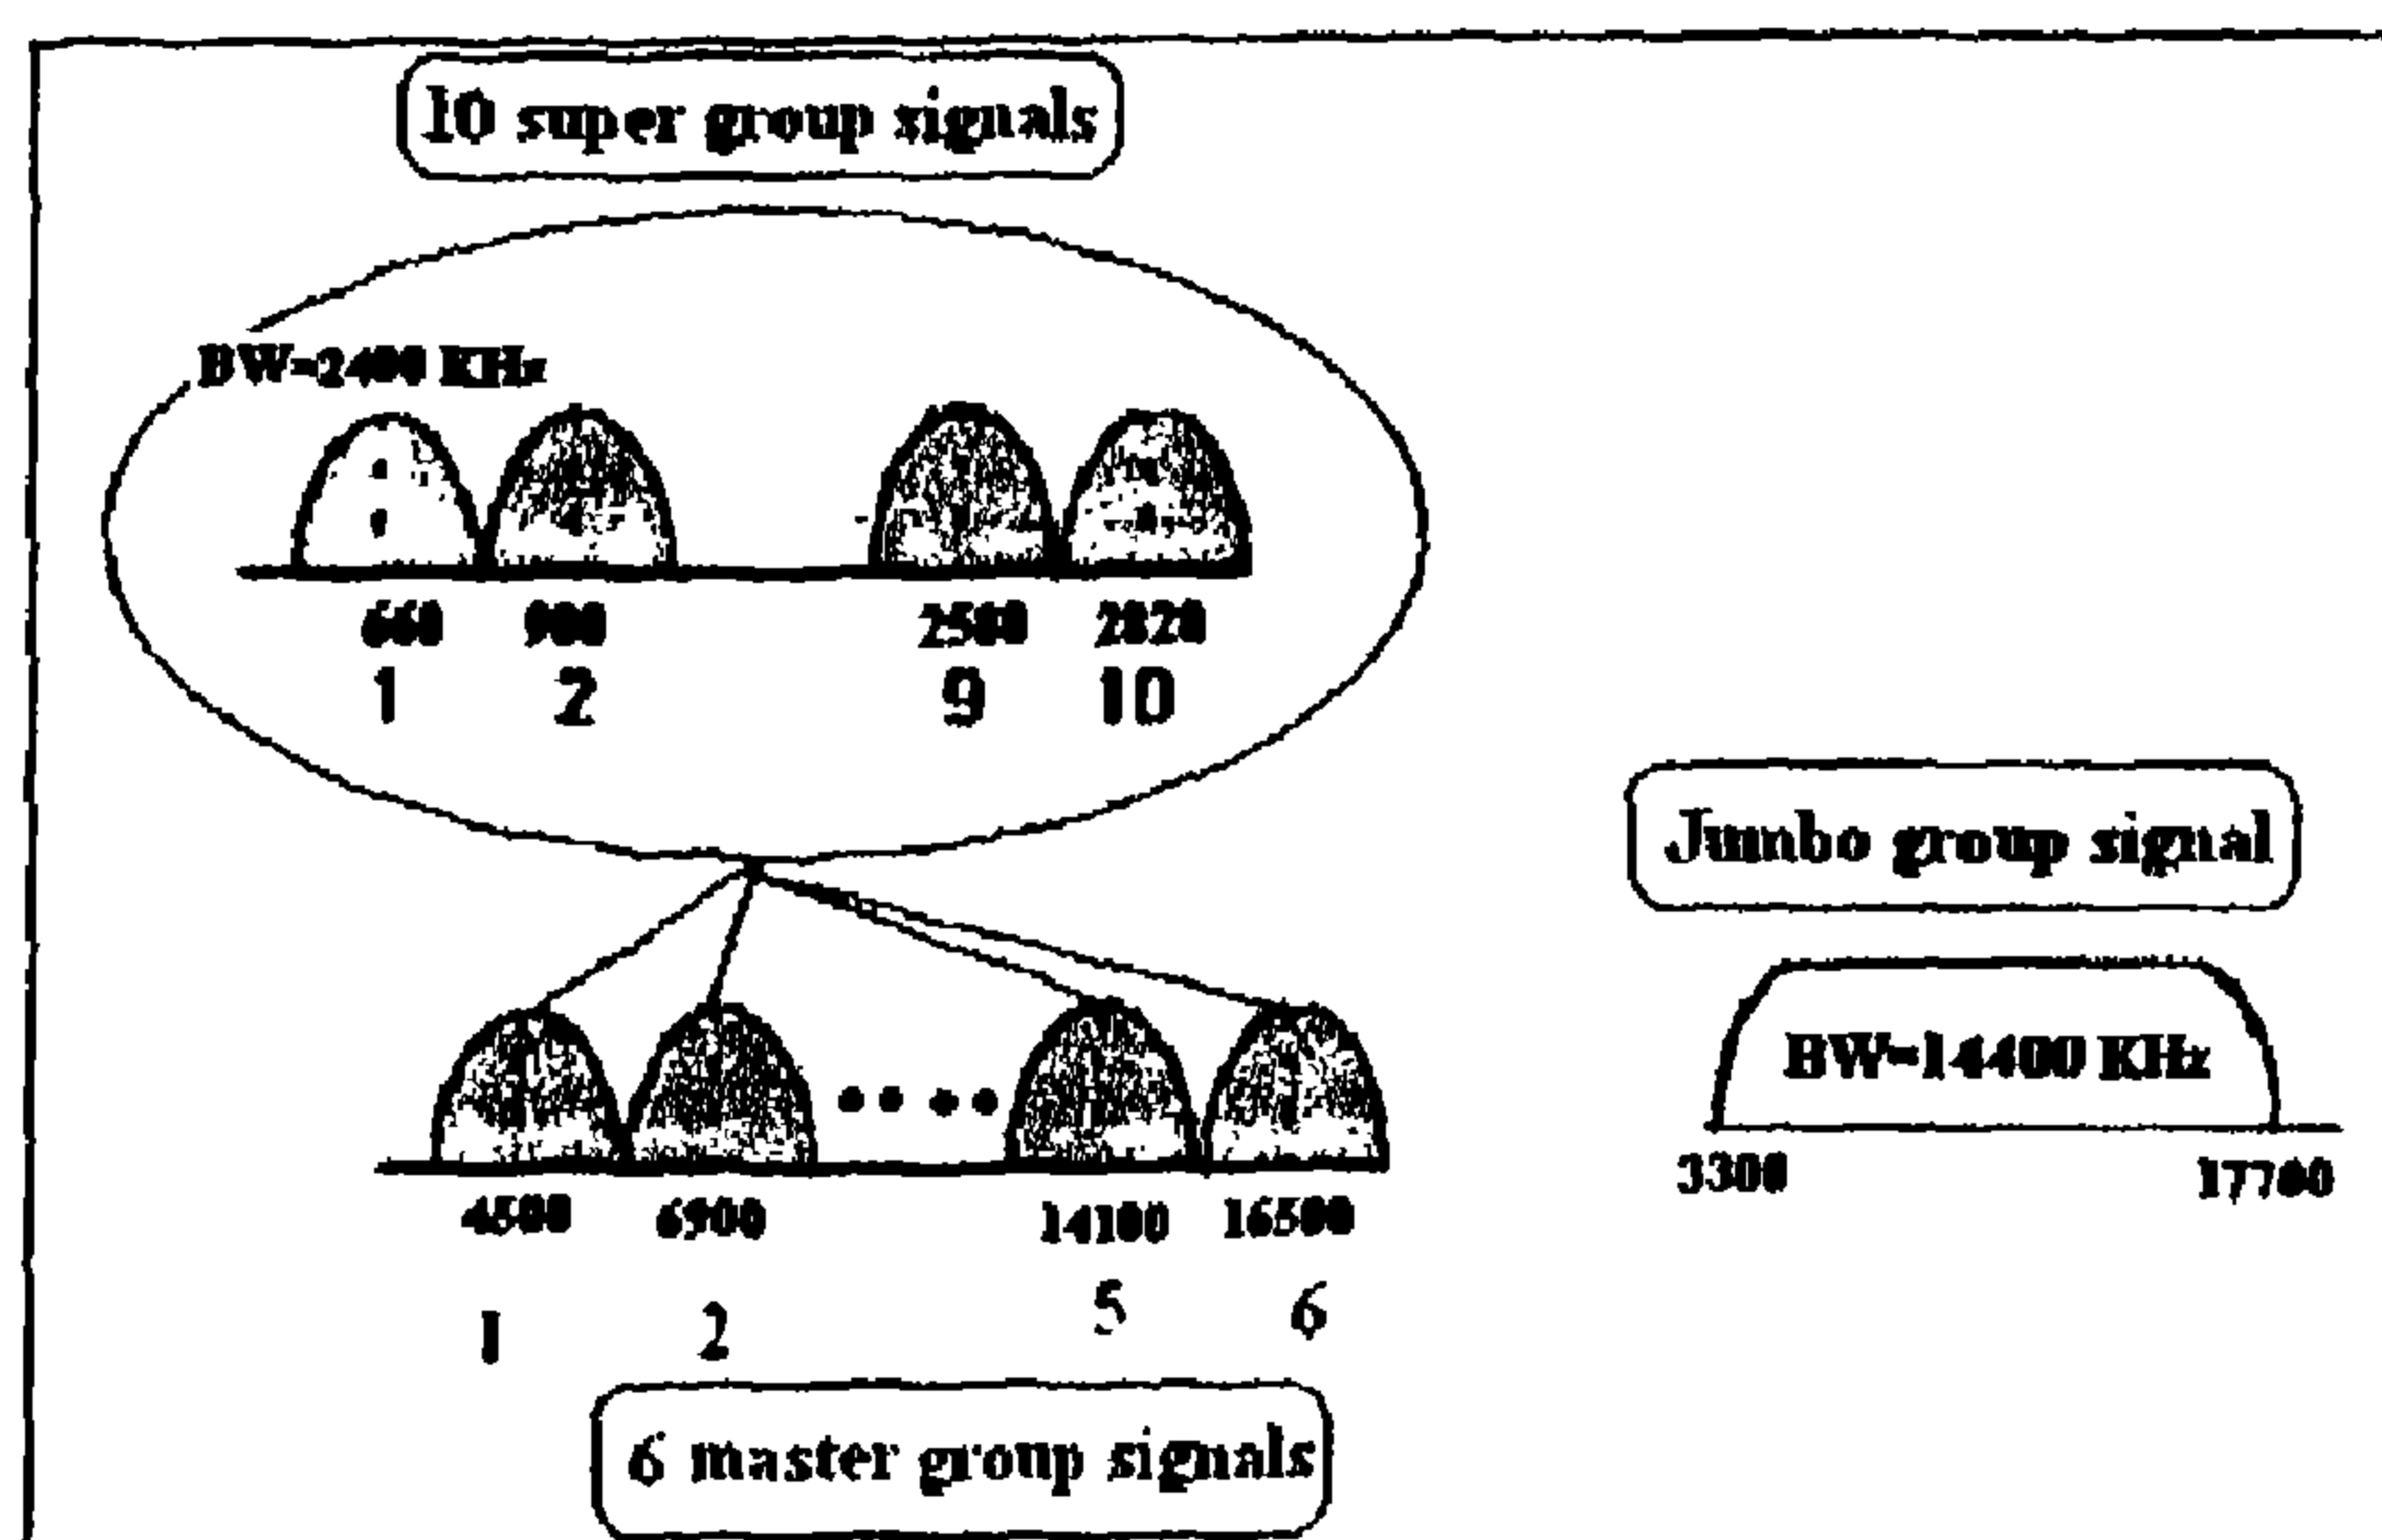 10 super group signals
BW=2400 KHz
660 900 2820
1 2 9 10
Jumbo group signal
BW=14400 KHz
3300 17700
4500 6900 14100 16500
1 2 5 6
6 master group signals